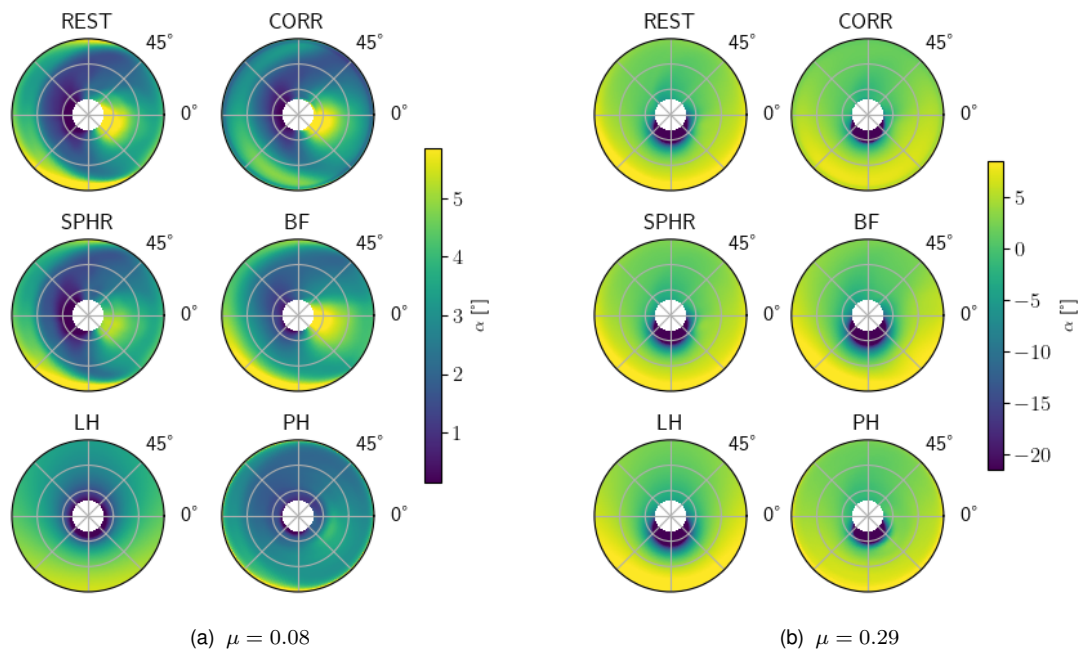 REST CORR REST CORR
45° 45° 45° 45°
0° 0° 0° 0°
SPHR BF SPHR BF
45° 45° 45° 45°
0° 0° 0° 0°
LH PH LH PH
45° 45° 45° 45°
0° 0° 0° 0°
5
4
3
2
1
α [°]
5
0
−5
−10
−15
−20
α [°]
(a) μ = 0.08
(b) μ = 0.29